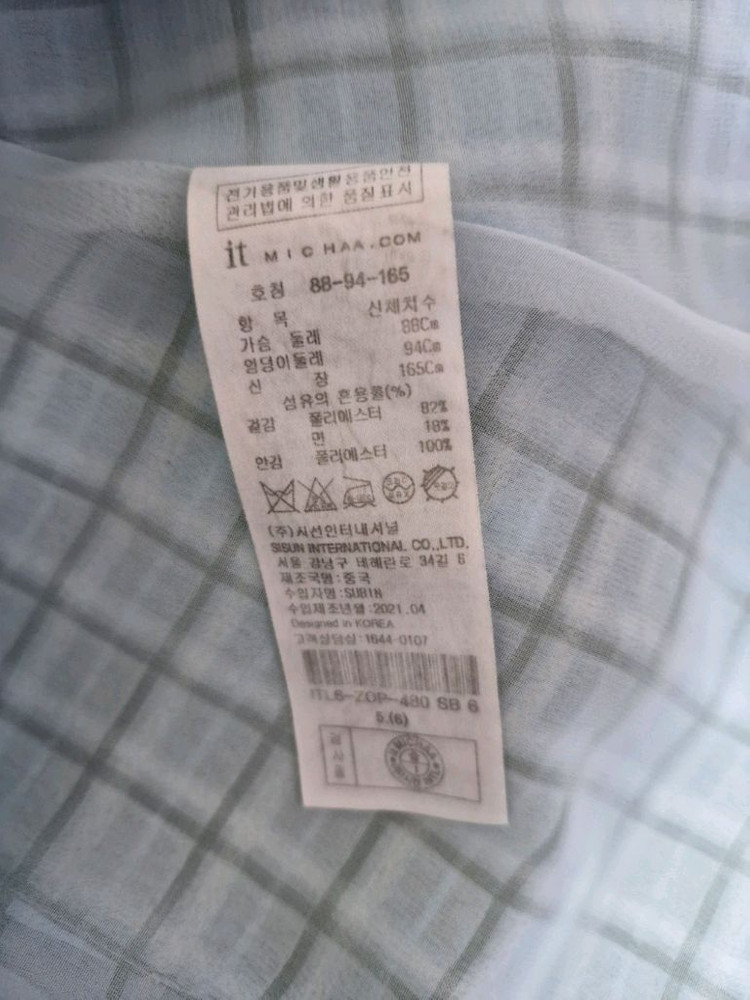 전기용품및생활용품안전
관리법에 의한 품질표시
it MICHAA.COM
호칭 88-94-165
항 목 신체치수
가슴 둘레 88Cm
엉덩이둘레 94Cm
신 장 165Cm
섬유의 혼용률(%)
겉감 폴리에스터 82%
면 18%
안감 폴리에스터 100%
(주)시선인터내셔널
SISUN INTERNATIONAL CO.,LTD.
서울 강남구 테헤란로 34길 6
제조국명:중국
수입자명:SUBIN
수입제조년월:2021.04
Designed in KOREA
고객상담실:1644-0107
ITL6-ZOP-480 SB 6
5.(6)